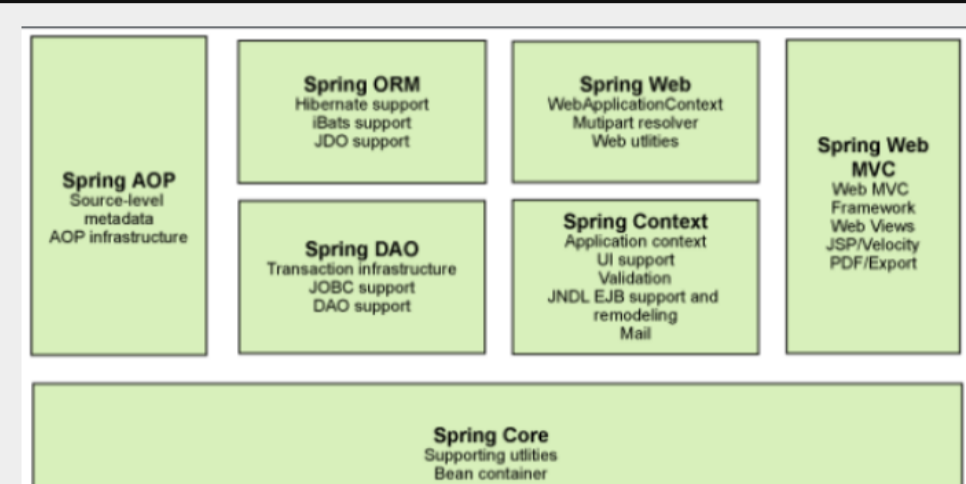 Spring AOP
Source-level
metadata
AOP infrastructure
Spring ORM
Hibernate support
iBats support
JDO support
Spring DAO
Transaction infrastructure
JOBC support
DAO support
Spring Web
WebApplicationContext
Mutipart resolver
Web utlities
Spring Context
Application context
UI support
Validation
JNDL EJB support and
remodeling
Mail
Spring Web
MVC
Web MVC
Framework
Web Views
JSP/Velocity
PDF/Export
Spring Core
Supporting utlities
Bean container